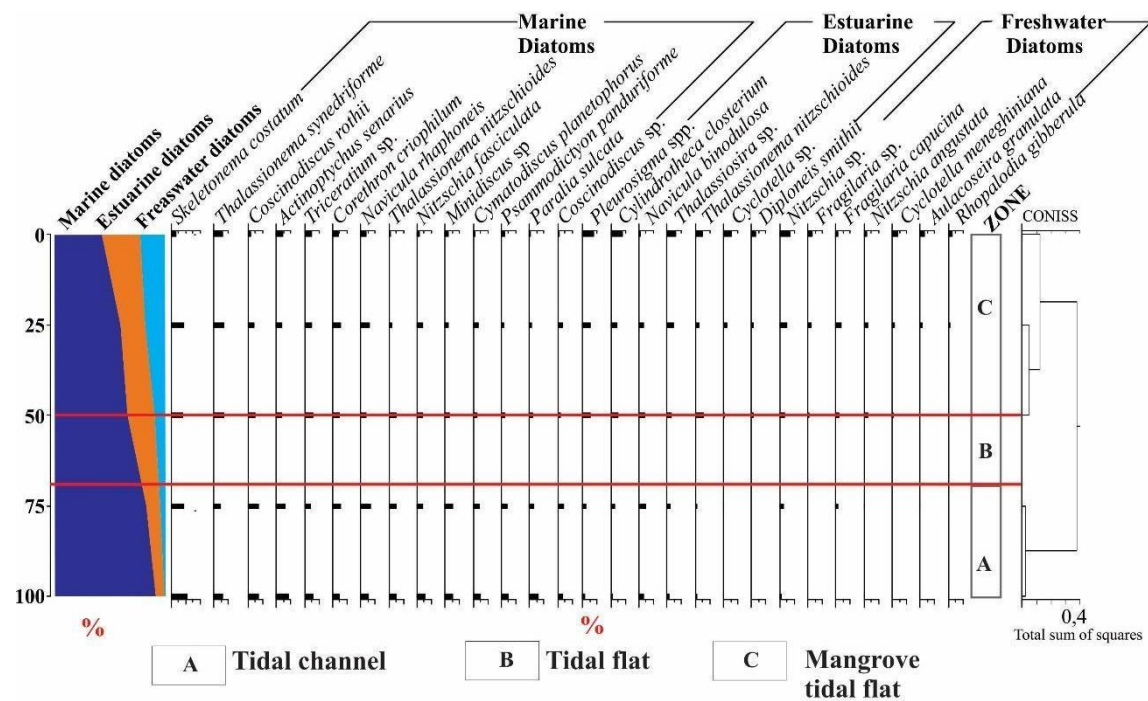 Marine
Diatoms
Estuarine
Diatoms
Freshwater
Diatoms
Marine diatoms
Estuarine diatoms
Freaswater diatoms
Skeletonema costatum
Thalassionema synedriforme
Coscinodiscus rothii
Actinoptychus senarius
Triceratium sp.
Corethron criophilum
Navicula rhaphoneis
Thalassionema nitzschioides
Nitzschia fasciculata
Minidiscus sp
Cymatodiscus planetophorus
Psammodictyon panduriforme
Paralia sulcata
Coscinodiscus sp.
Pleurosigma spp.
Cylindrotheca closterium
Navicula binodulosa
Thalassiosira sp.
Thalassionema nitzschioides
Cyclotella sp.
Diploneis smithii
Nitzschia sp.
Fragilaria sp.
Fragilaria capucina
Nitzschia angustata
Cyclotella meneghiniana
Aulacoseira granulata
Rhopalodia gibberula
ZONE
CONISS
0
25
50
75
100
C
B
A
% %
0,4
Total sum of squares
A Tidal channel
B Tidal flat
C Mangrove
tidal flat